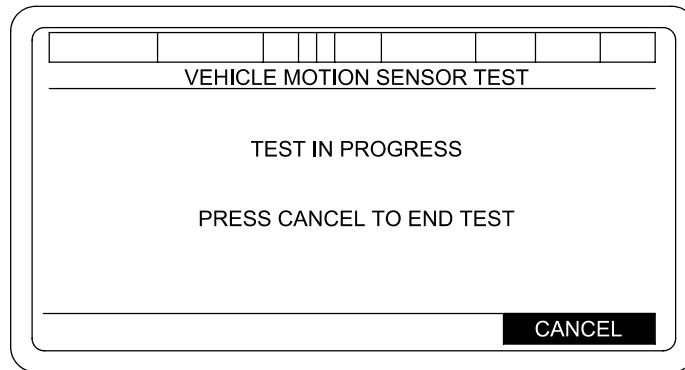 VEHICLE MOTION SENSOR TEST
TEST IN PROGRESS
PRESS CANCEL TO END TEST
CANCEL